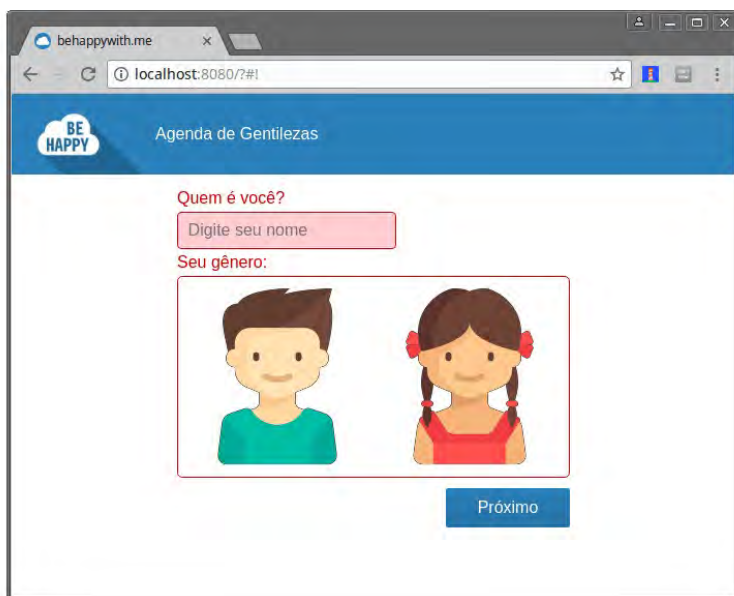 behappywith.me
localhost:8080/?#!
BE
HAPPY
Agenda de Gentilezas
Quem é você?
Digite seu nome
Seu gênero:
Próximo